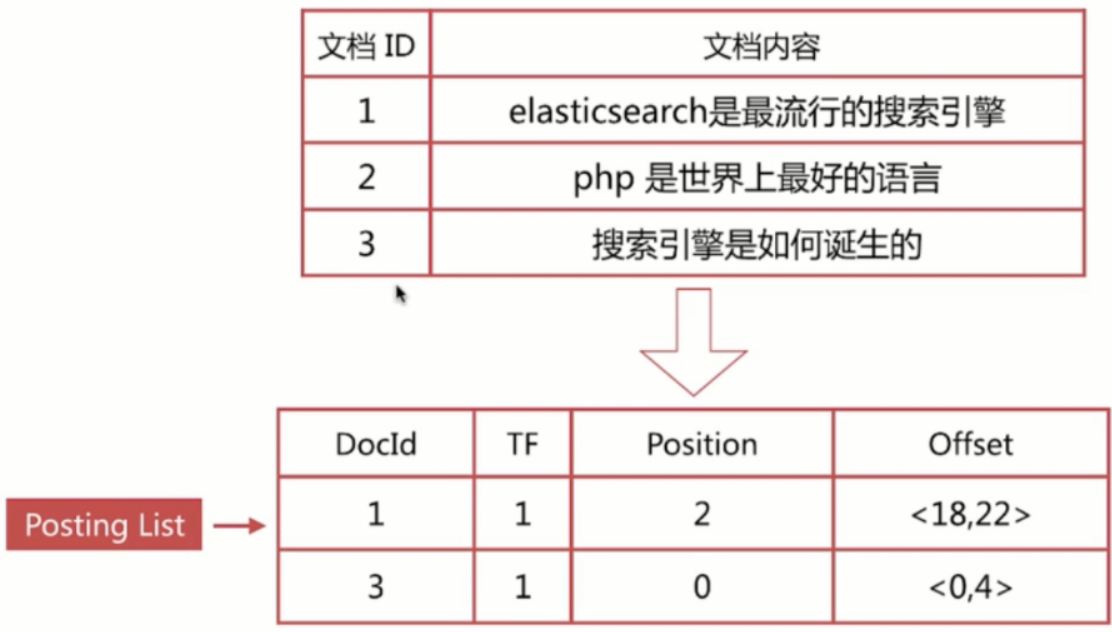 文档 ID 文档内容
1 elasticsearch是最流行的搜索引擎
2 php 是世界上最好的语言
3 搜索引擎是如何诞生的
DocId TF Position Offset
Posting List
1 1 2 <18,22>
3 1 0 <0,4>